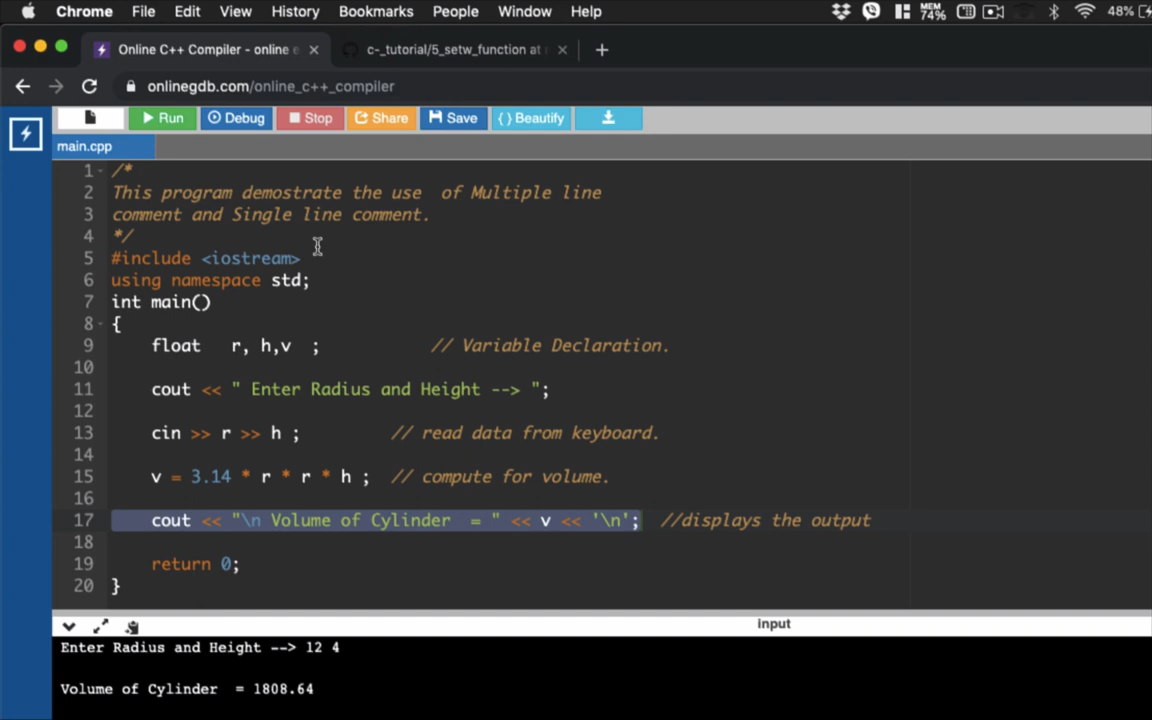 Chrome File Edit View History Bookmarks People Window Help MEM 74% 48%
Online C++ Compiler - online e c-_tutorial/5_setw_function at
onlinegdb.com/online_c++_compiler
Run Debug Stop Share Save { } Beautify
main.cpp
1 /*
2 This program demostrate the use  of Multiple line
3 comment and Single line comment.
4 */
5 #include <iostream>
6 using namespace std;
7 int main()
8 {
9     float   r, h,v  ;           // Variable Declaration.
10
11     cout << " Enter Radius and Height --> ";
12
13     cin >> r >> h ;         // read data from keyboard.
14
15     v = 3.14 * r * r * h ;  // compute for volume.
16
17     cout << "\n Volume of Cylinder  = " << v << '\n';  //displays the output
18
19     return 0;
20 }
input
Enter Radius and Height --> 12 4
Volume of Cylinder  = 1808.64